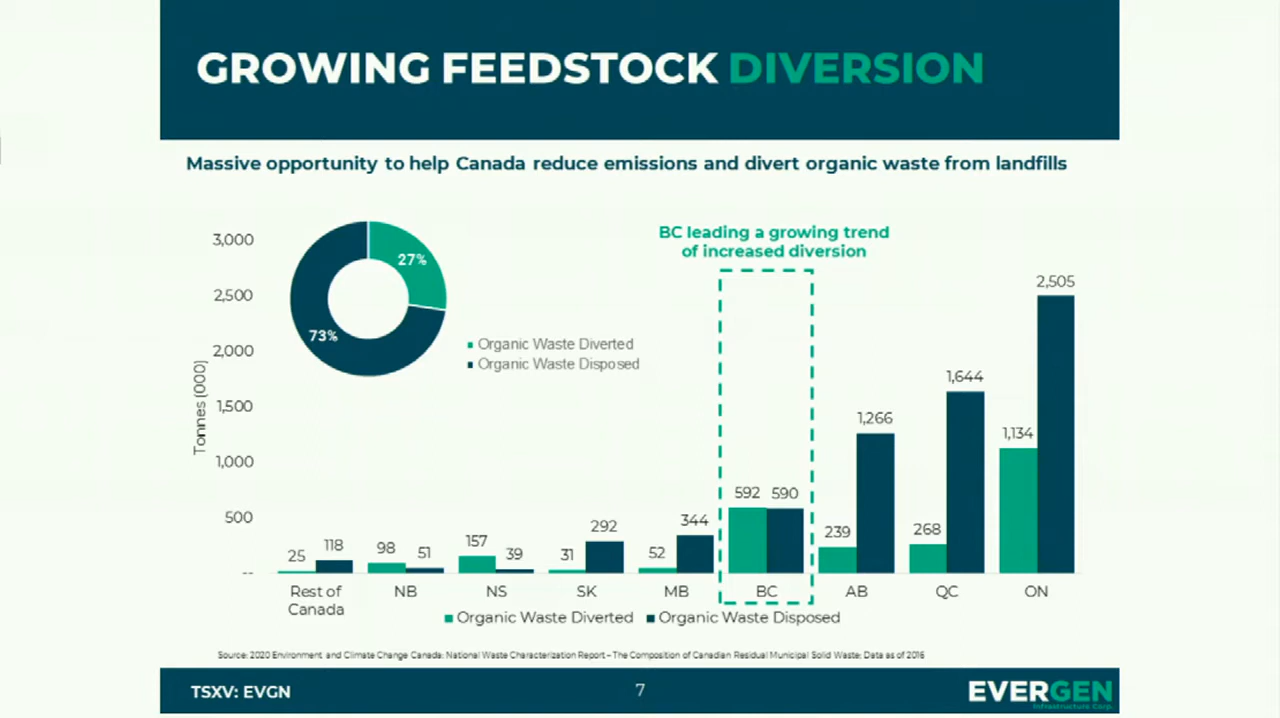 GROWING FEEDSTOCK DIVERSION
Massive opportunity to help Canada reduce emissions and divert organic waste from landfills
BC leading a growing trend
of increased diversion
27%
73%
Organic Waste Diverted
Organic Waste Disposed
Tonnes (000)
3,000
2,500
2,000
1,500
1,000
500
--
25 118
98 51
157 39
31 292
52 344
592 590
239 1,266
268 1,644
1,134 2,505
Rest of
Canada
NB NS SK MB BC AB QC ON
Organic Waste Diverted Organic Waste Disposed
Source: 2020 Environment and Climate Change Canada; National Waste Characterization Report – The Composition of Canadian Residual Municipal Solid Waste; Data as of 2016
TSXV: EVGN
7
EVERGEN
Infrastructure Corp.